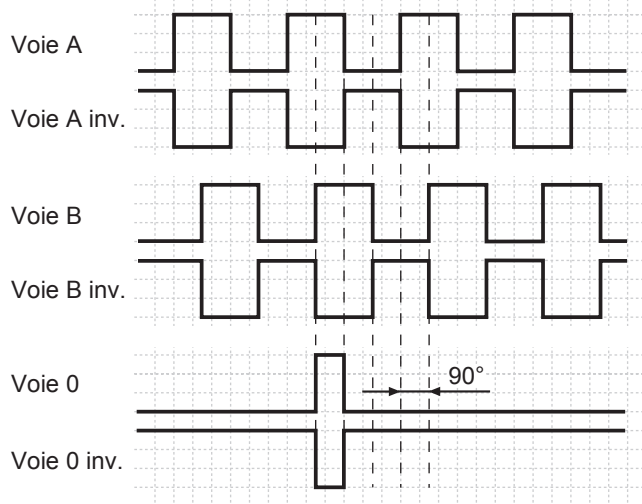 Voie A
Voie A inv.
Voie B
Voie B inv.
Voie 0
90°
Voie 0 inv.